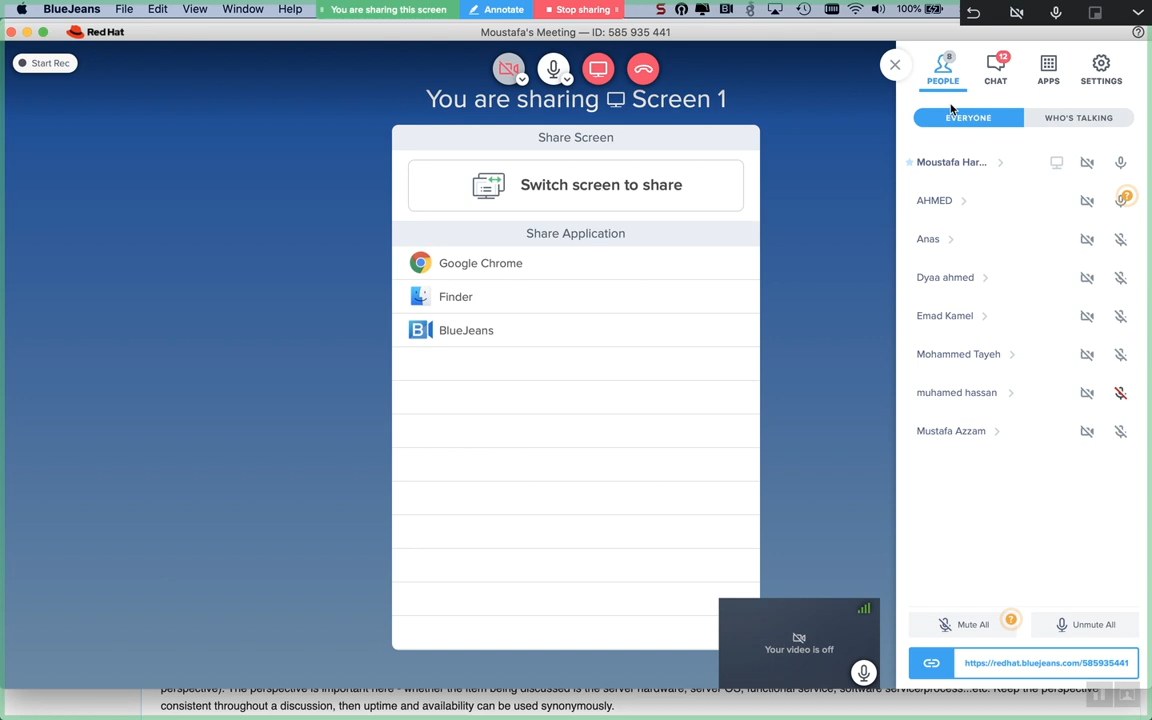 BlueJeans File Edit View Window Help You are sharing this screen Annotate Stop sharing 100%
Red Hat Moustafa's Meeting — ID: 585 935 441
Start Rec
You are sharing Screen 1
Share Screen
Switch screen to share
Share Application
Google Chrome
Finder
BlueJeans
Your video is off
8 12
PEOPLE CHAT APPS SETTINGS
EVERYONE WHO'S TALKING
Moustafa Har...
AHMED
Anas
Dyaa ahmed
Emad Kamel
Mohammed Tayeh
muhamed hassan
Mustafa Azzam
Mute All Unmute All
https://redhat.bluejeans.com/585935441
perspective). The perspective is important here - whether the item being discussed is the server hardware, server OS, functional service, software service/process...etc. Keep the perspective
consistent throughout a discussion, then uptime and availability can be used synonymously.